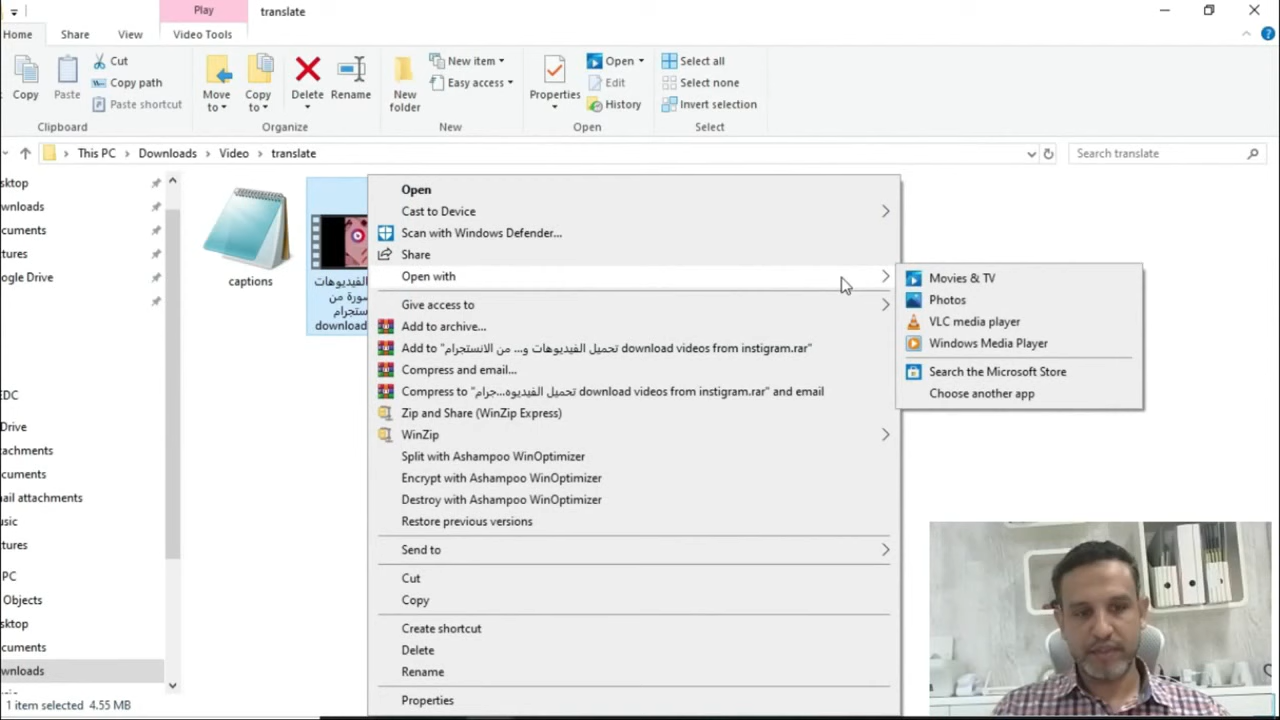 Play
translate
Home
Share
View
Video Tools
Copy
Paste
Cut
Copy path
Paste shortcut
Clipboard
Move to
Copy to
Delete
Rename
Organize
New folder
New item
Easy access
New
Properties
Open
Edit
History
Open
Select all
Select none
Invert selection
Select
This PC
Downloads
Video
translate
Search translate
sktop
wnloads
cuments
tures
ogle Drive
EDC
Drive
tachments
cuments
nail attachments
usic
tures
PC
Objects
sktop
cuments
wnloads
captions
الفيديوهات
صورة من
ستجرام
download
Open
Cast to Device
Scan with Windows Defender...
Share
Open with
Give access to
Add to archive...
Add to "تحميل الفيديوهات و... من الانستجرام download videos from instigram.rar"
Compress and email...
Compress to "تحميل الفيديوه...جرام download videos from instigram.rar" and email
Zip and Share (WinZip Express)
WinZip
Split with Ashampoo WinOptimizer
Encrypt with Ashampoo WinOptimizer
Destroy with Ashampoo WinOptimizer
Restore previous versions
Send to
Cut
Copy
Create shortcut
Delete
Rename
Properties
Movies & TV
Photos
VLC media player
Windows Media Player
Search the Microsoft Store
Choose another app
1 item selected 4.55 MB